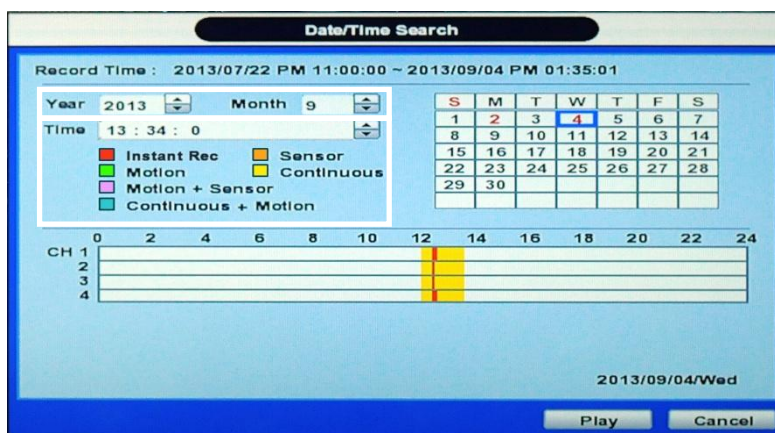 Date/Time Search
Record Time : 2013/07/22 PM 11:00:00 ~ 2013/09/04 PM 01:35:01
Year 2013 Month 9
Time 13 : 34 : 0
Instant Rec Sensor
Motion Continuous
Motion + Sensor
Continuous + Motion
S M T W T F S
1 2 3 4 5 6 7
8 9 10 11 12 13 14
15 16 17 18 19 20 21
22 23 24 25 26 27 28
29 30
0 2 4 6 8 10 12 14 16 18 20 22 24
CH 1
2
3
4
2013/09/04/Wed
Play Cancel